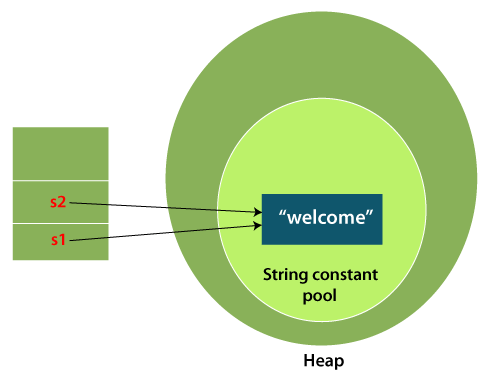 s2
s1
“welcome”
String constant
pool
Heap